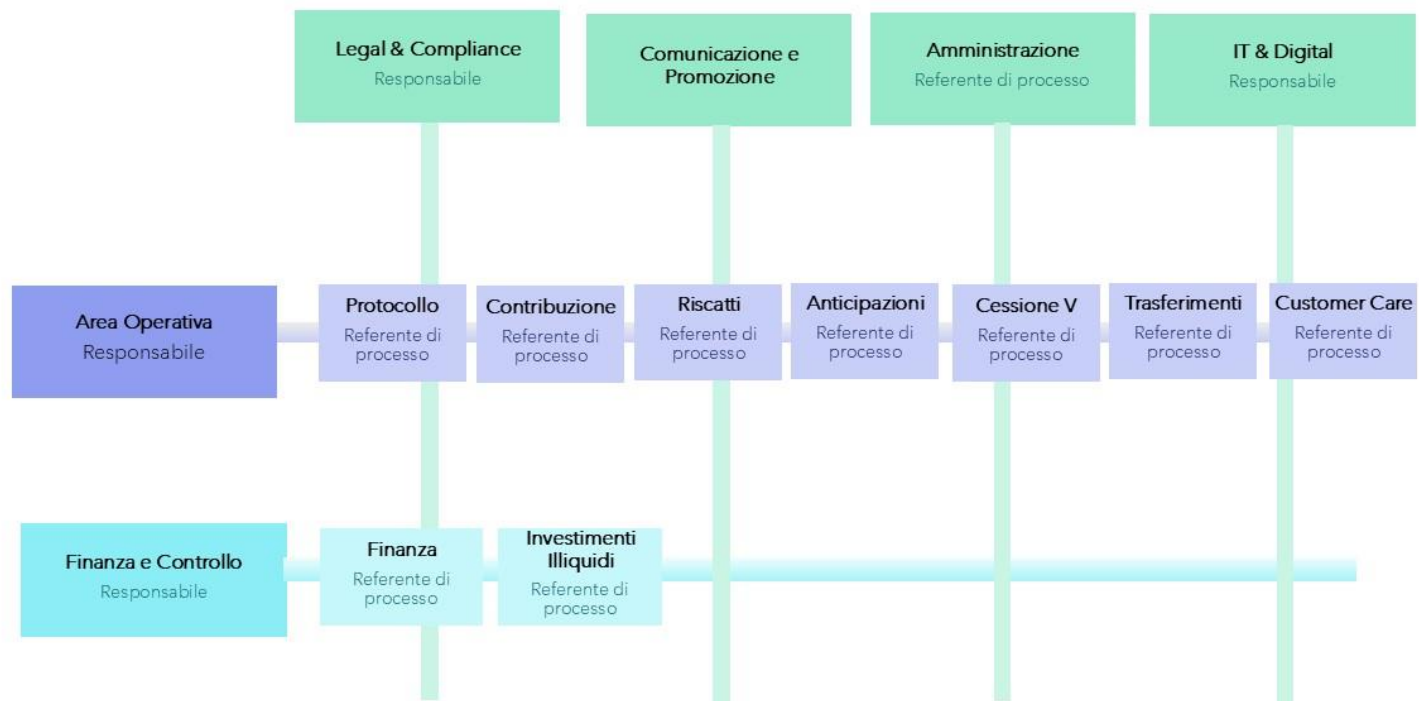 Legal & Compliance
Responsabile
Comunicazione e
Promozione
Amministrazione
Referente di processo
IT & Digital
Responsabile
Area Operativa
Responsabile
Protocollo
Referente di
processo
Contribuzione
Referente di
processo
Riscatti
Referente di
processo
Anticipazioni
Referente di
processo
Cessione V
Referente di
processo
Trasferimenti
Referente di
processo
Customer Care
Referente di
processo
Finanza e Controllo
Responsabile
Finanza
Referente di
processo
Investimenti
Illiquidi
Referente di
processo